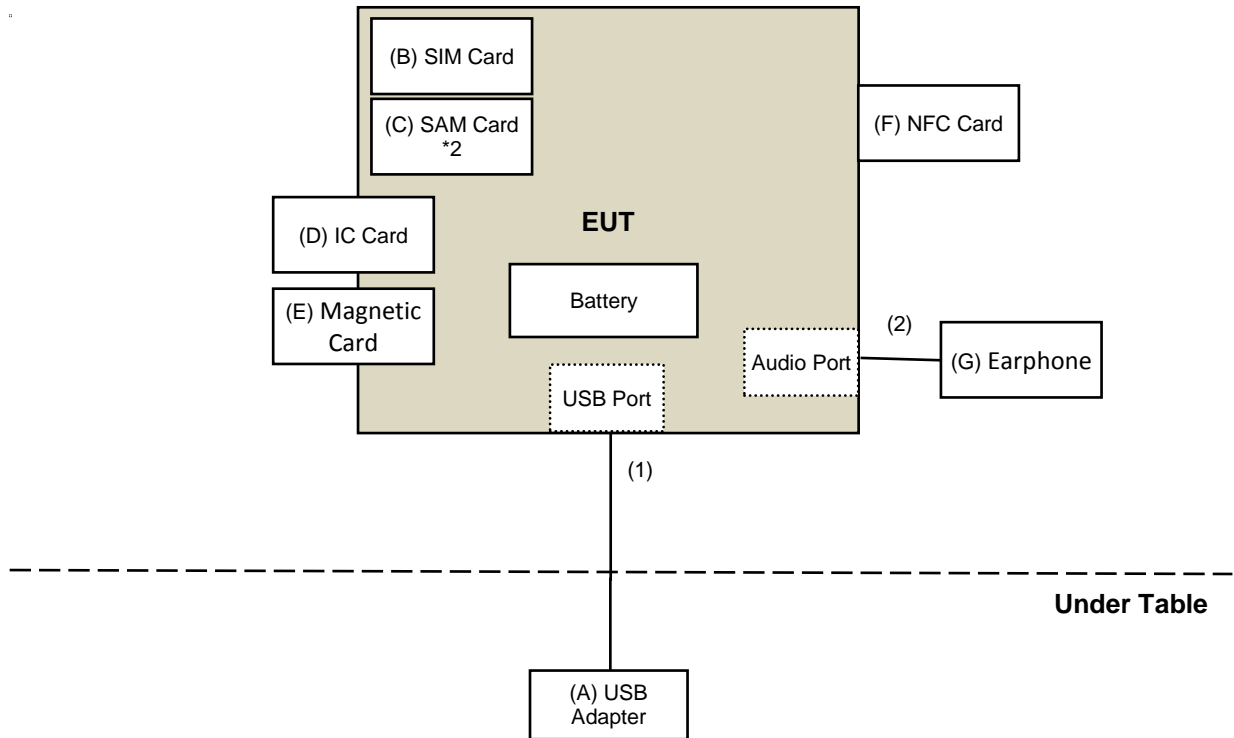 (B) SIM Card
(C) SAM Card
*2
(F) NFC Card
(D) IC Card
EUT
(E) Magnetic
Card
Battery
(2)
Audio Port
(G) Earphone
USB Port
(1)
Under Table
(A) USB
Adapter